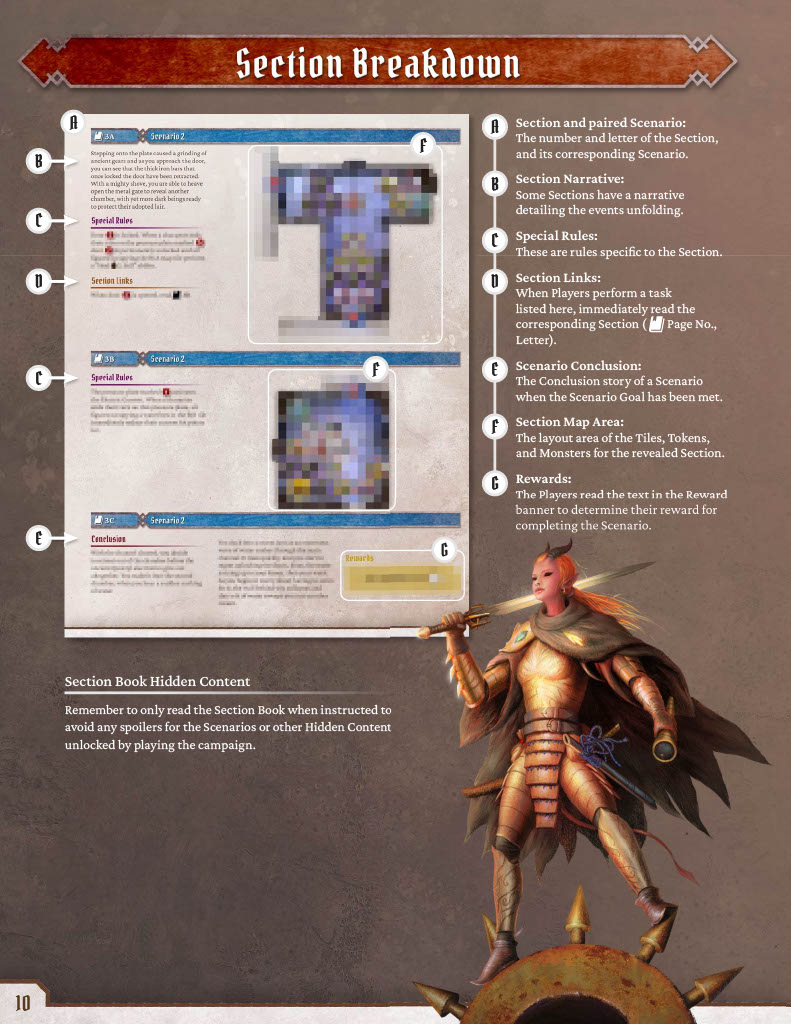 Section Breakdown
A
3A
Scenario 2
B
Stepping onto the plate caused a grinding of
ancient gears and as you approach the door,
you can see that the thick iron bars that
once locked the door have been retracted.
With a mighty shove, you are able to heave
open the metal gate to reveal another
chamber, with yet more dark beings ready
to protect their adopted lair.
F
C
Special Rules
D
Section Links
3B
Scenario 2
C
Special Rules
F
3C
Scenario 2
E
Conclusion
G
Rewards
A
Section and paired Scenario:
The number and letter of the Section,
and its corresponding Scenario.
B
Section Narrative:
Some Sections have a narrative
detailing the events unfolding.
C
Special Rules:
These are rules specific to the Section.
D
Section Links:
When Players perform a task
listed here, immediately read the
corresponding Section ( Page No.,
Letter).
E
Scenario Conclusion:
The Conclusion story of a Scenario
when the Scenario Goal has been met.
F
Section Map Area:
The layout area of the Tiles, Tokens,
and Monsters for the revealed Section.
G
Rewards:
The Players read the text in the Reward
banner to determine their reward for
completing the Scenario.
Section Book Hidden Content
Remember to only read the Section Book when instructed to
avoid any spoilers for the Scenarios or other Hidden Content
unlocked by playing the campaign.
10